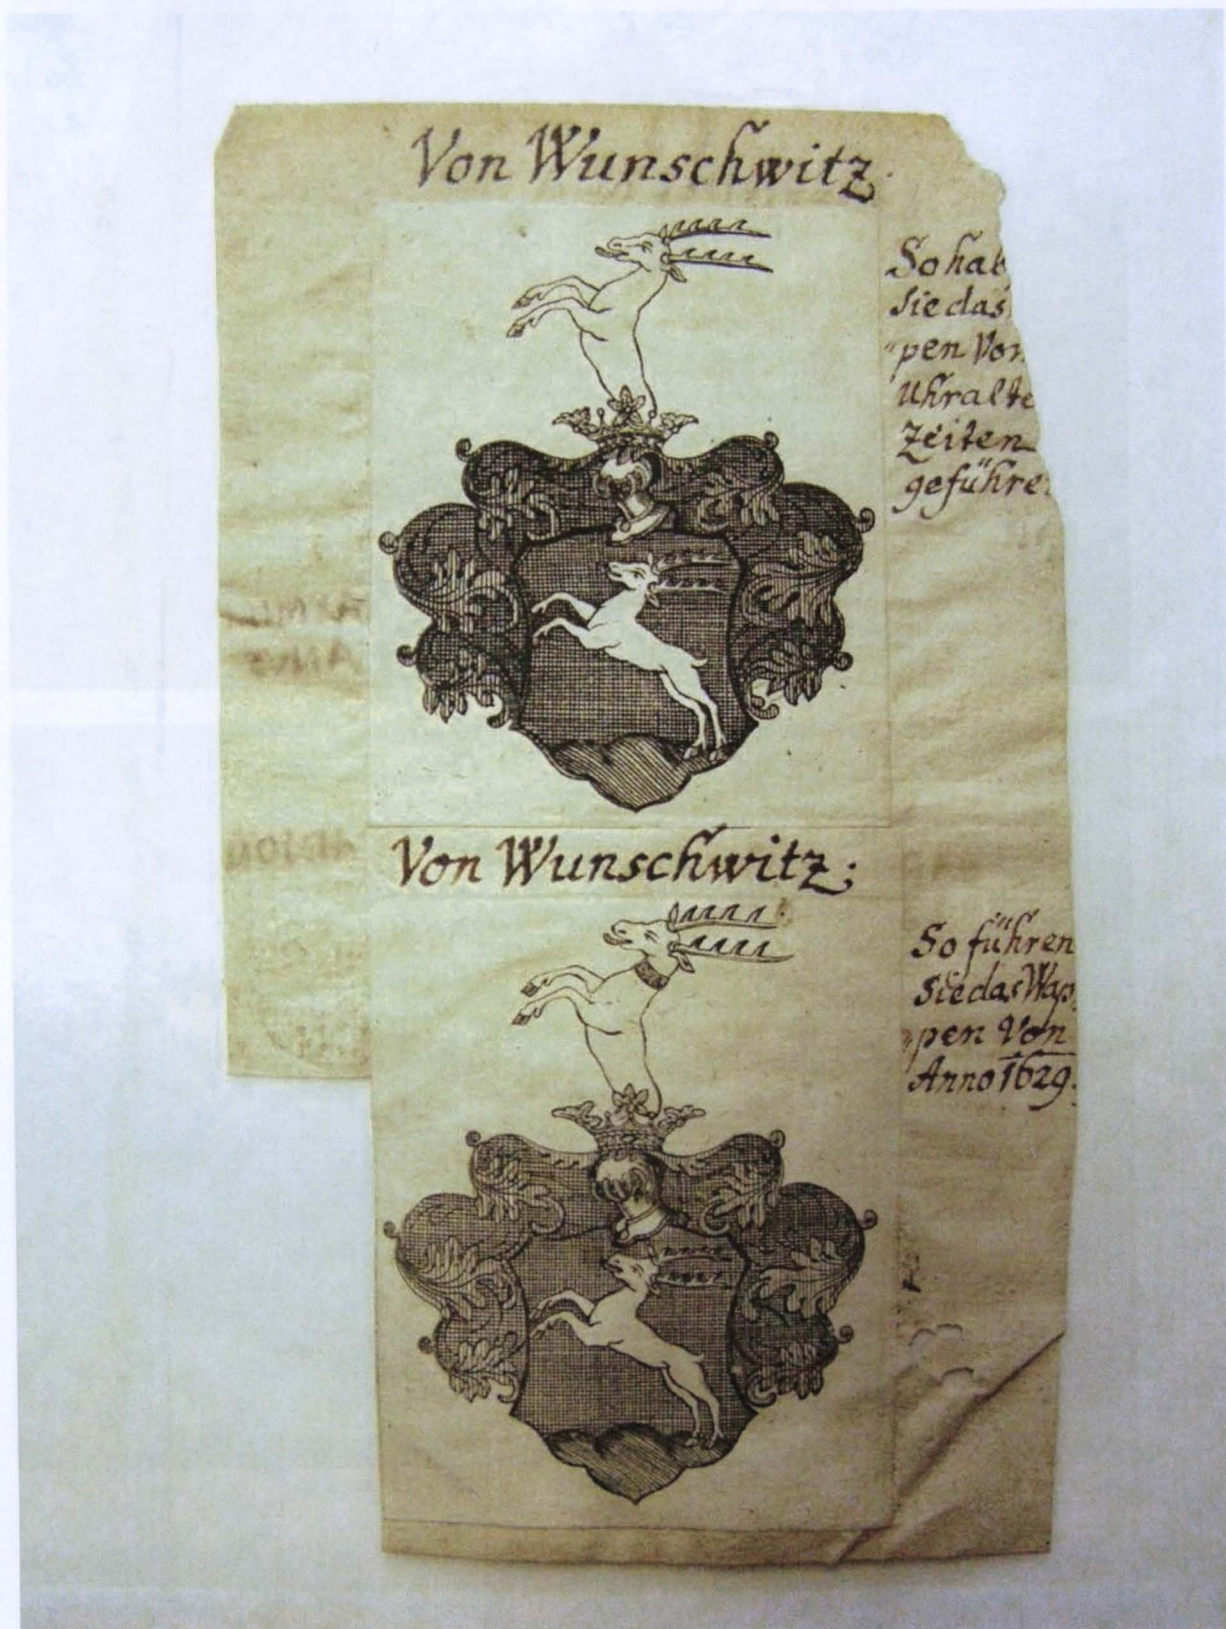 Von Wunschwitz.
So hab
Sie das
"pen Von
Uhralte
Zeiten
geführe
Von Wunschwitz;
So führen
Sie das Wap
"pen Von
Anno 1629.